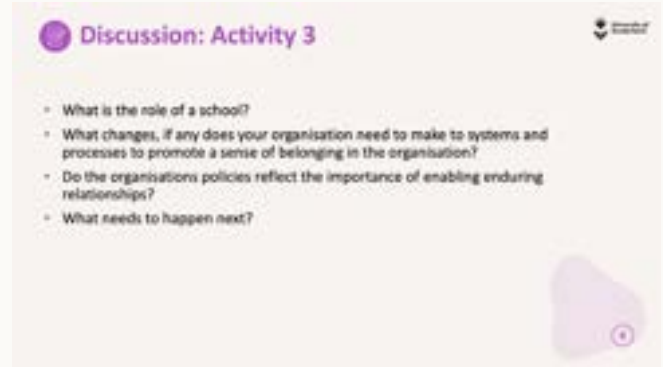 Discussion: Activity 3
University of
• What is the role of a school?
• What changes, if any does your organisation need to make to systems and
processes to promote a sense of belonging in the organisation?
• Do the organisations policies reflect the importance of enabling enduring
relationships?
• What needs to happen next?